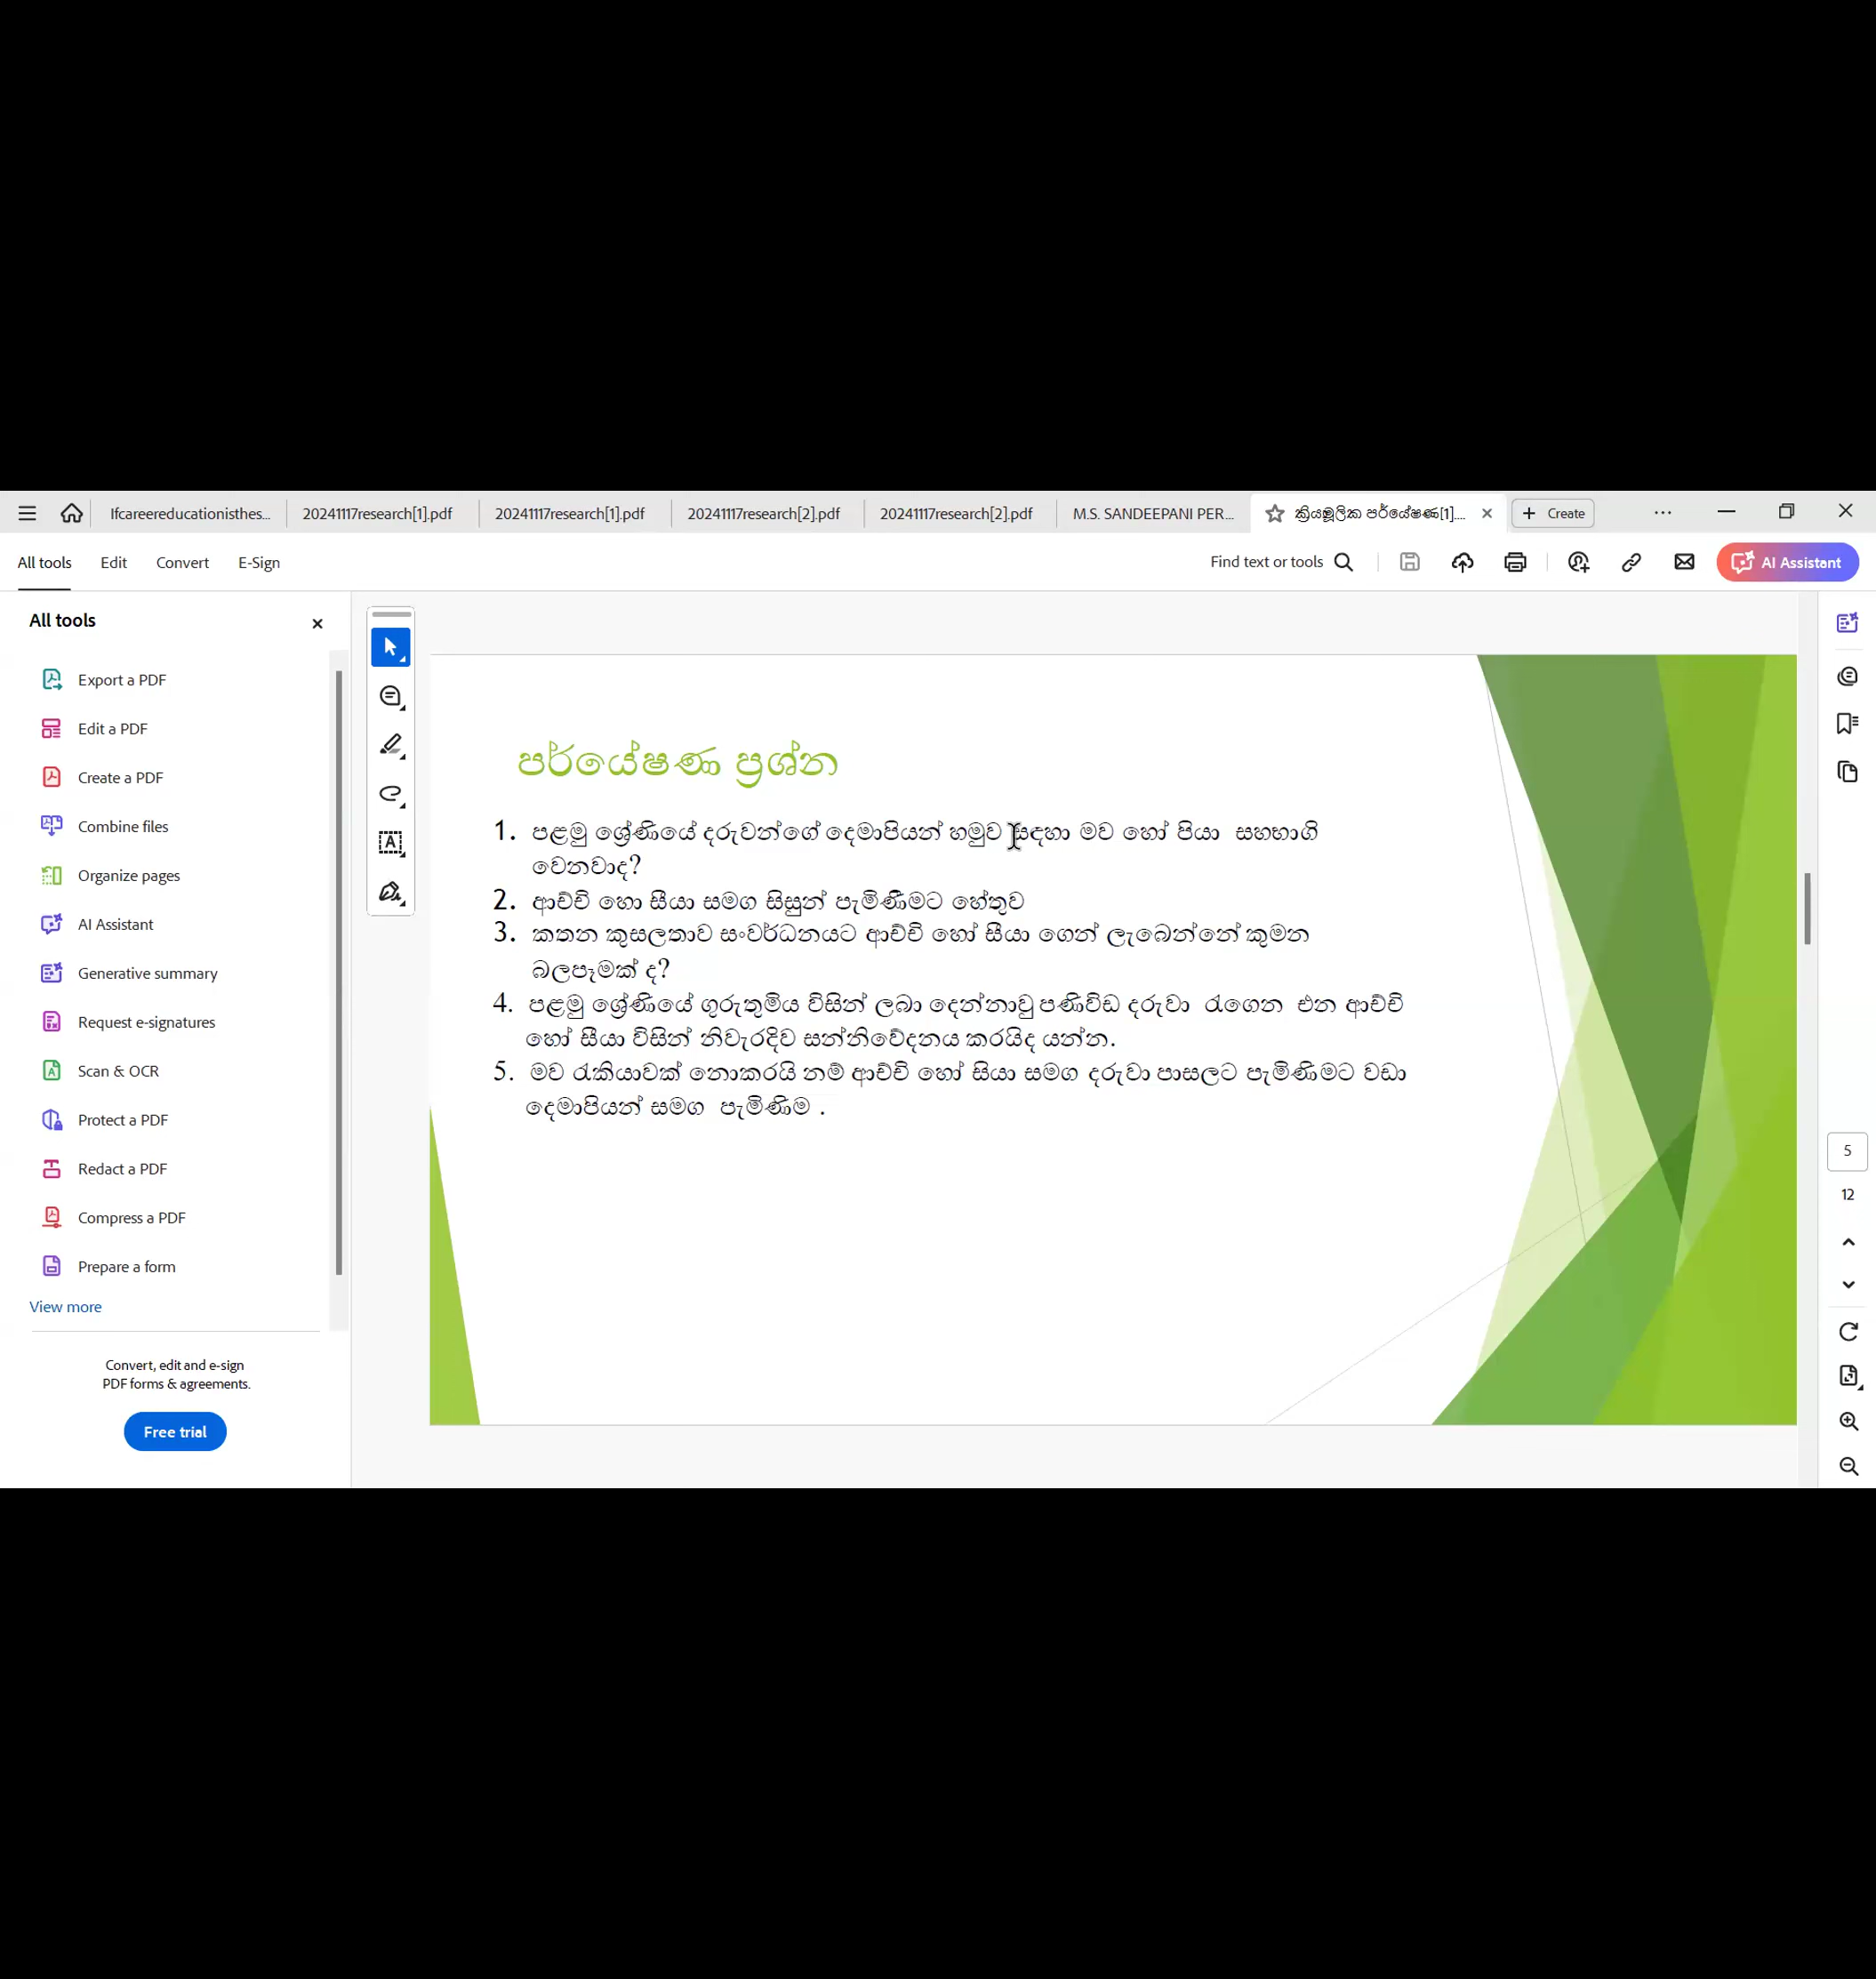 Ifcareereducationisthes...
20241117research[1].pdf
20241117research[1].pdf
20241117research[2].pdf
20241117research[2].pdf
M.S. SANDEEPANI PER...
ක්‍රියමූලික පර්යේෂණ[1]....
+ Create
All tools
Edit
Convert
E-Sign
Find text or tools
AI Assistant
All tools
Export a PDF
Edit a PDF
Create a PDF
Combine files
Organize pages
AI Assistant
Generative summary
Request e-signatures
Scan & OCR
Protect a PDF
Redact a PDF
Compress a PDF
Prepare a form
View more
Convert, edit and e-sign
PDF forms & agreements.
Free trial
පර්යේෂණ ප්‍රශ්න
1. පළමු ශ්‍රේණියේ දරුවන්ගේ දෙමාපියන් හමුව සඳහා මව හෝ පියා සහභාගි
වෙනවාද?
2. ආච්චි හො සීයා සමග සිසුන් පැමිණීමට හේතුව
3. කතන කුසලතාව සංවර්ධනයට ආච්චි හෝ සීයා ගෙන් ලැබෙන්නේ කුමන
බලපෑමක් ද?
4. පළමු ශ්‍රේණියේ ගුරුතුමිය විසින් ලබා දෙන්නාවු පණිවිඩ දරුවා රැගෙන එන ආච්චි
හෝ සීයා විසින් නිවැරදිව සන්නිවේදනය කරයිද යන්න.
5. මව රැකියාවක් නොකරයි නම් ආච්චි හෝ සියා සමග දරුවා පාසලට පැමිණිමට වඩා
දෙමාපියන් සමග පැමිණිම .
5
12